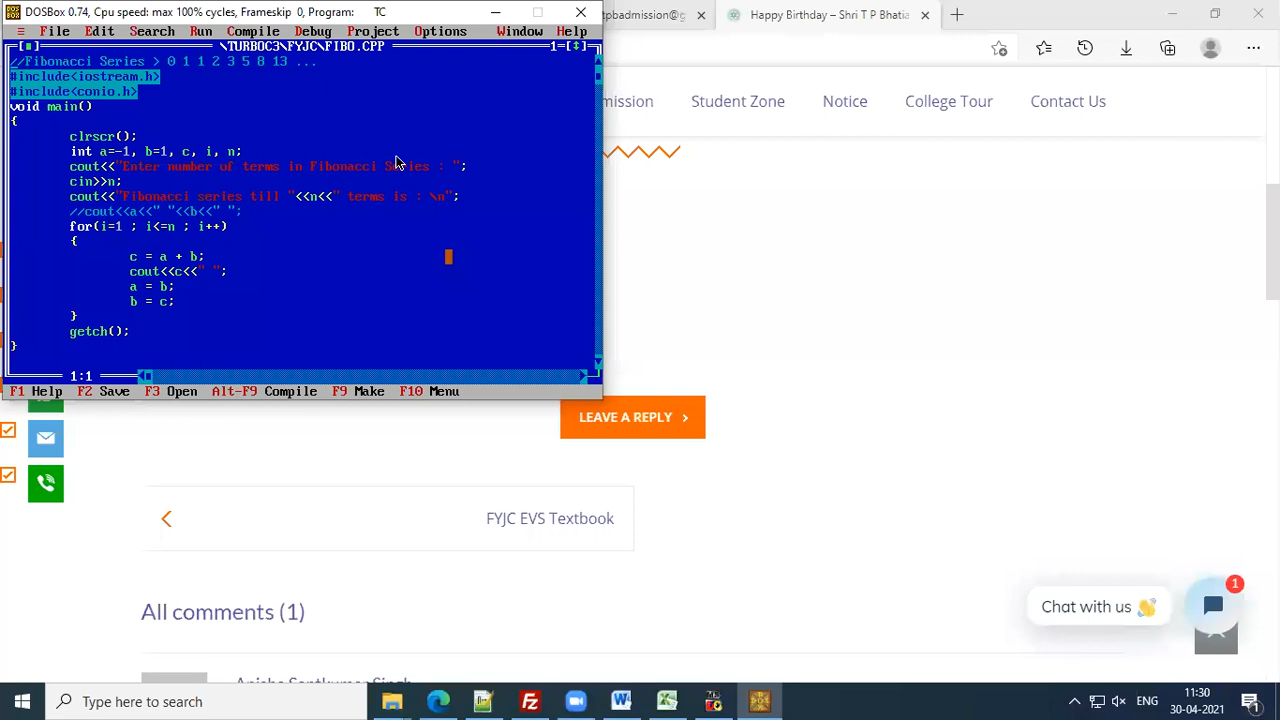 DOSBox 0.74, Cpu speed: max 100% cycles, Frameskip 0, Program: TC
tpbadmission@g
Happy Birthday – Shri T P Bhatia
≡ File Edit Search Run Compile Debug Project Options Window Help
[■] \TURBOC3\FYJC\FIBO.CPP 1=[↕]
//Fibonacci Series > 0 1 1 2 3 5 8 13 ...
#include<iostream.h>
#include<conio.h>
void main()
{
clrscr();
int a=-1, b=1, c, i, n;
cout<<"Enter number of terms in Fibonacci Series : ";
cin>>n;
cout<<"Fibonacci series till "<<n<<" terms is : \n";
//cout<<a<<" "<<b<<" ";
for(i=1 ; i<=n ; i++)
{
c = a + b;
cout<<c<<" ";
a = b;
b = c;
}
getch();
}
1:1
F1 Help F2 Save F3 Open Alt-F9 Compile F9 Make F10 Menu
mission Student Zone Notice College Tour Contact Us
LEAVE A REPLY
FYJC EVS Textbook
All comments (1)
Chat with us 👋
1
Type here to search
ENG
11:30
30-04-2021
1